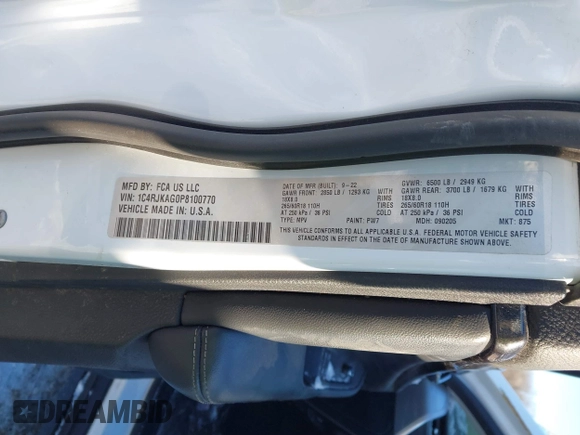 MFD BY: FCA US LLC
VIN: 1C4RJKAG0P8100770
VEHICLE MADE IN U.S.A.
DATE OF MFR (BUILT): 9-22
GAWR FRONT: 2850 LB / 1293 KG
18X8.0 RIMS
265/60R18 110H TIRES
AT 250 kPa / 36 PSI COLD
TYPE: MPV
PAINT: PW7
GVWR: 6500 LB / 2949 KG
GAWR REAR: 3700 LB / 1679 KG
18X8.0 RIMS
265/60R18 110H TIRES
AT 250 kPa / 36 PSI COLD
MDH: 090205
MKT: 875
THIS VEHICLE CONFORMS TO ALL APPLICABLE U.S.A. FEDERAL MOTOR VEHICLE SAFETY
STANDARDS IN EFFECT ON THE DATE OF MANUFACTURE SHOWN ABOVE.
DREAMBID